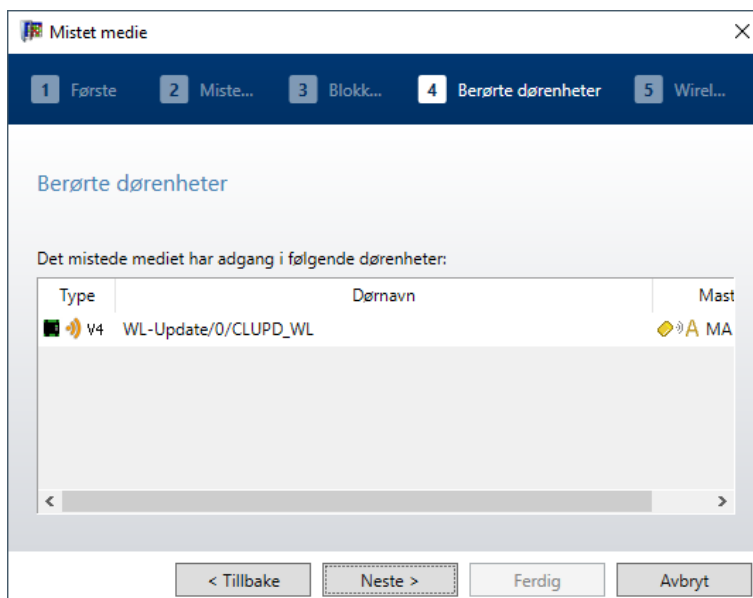 Mistet medie
1 Første 2 Miste... 3 Blokk... 4 Berørte dørenheter 5 Wirel...
Berørte dørenheter
Det mistede mediet har adgang i følgende dørenheter:
Type Dørnavn Mast
V4 WL-Update/0/CLUPD_WL A MA
< Tillbake Neste > Ferdig Avbryt